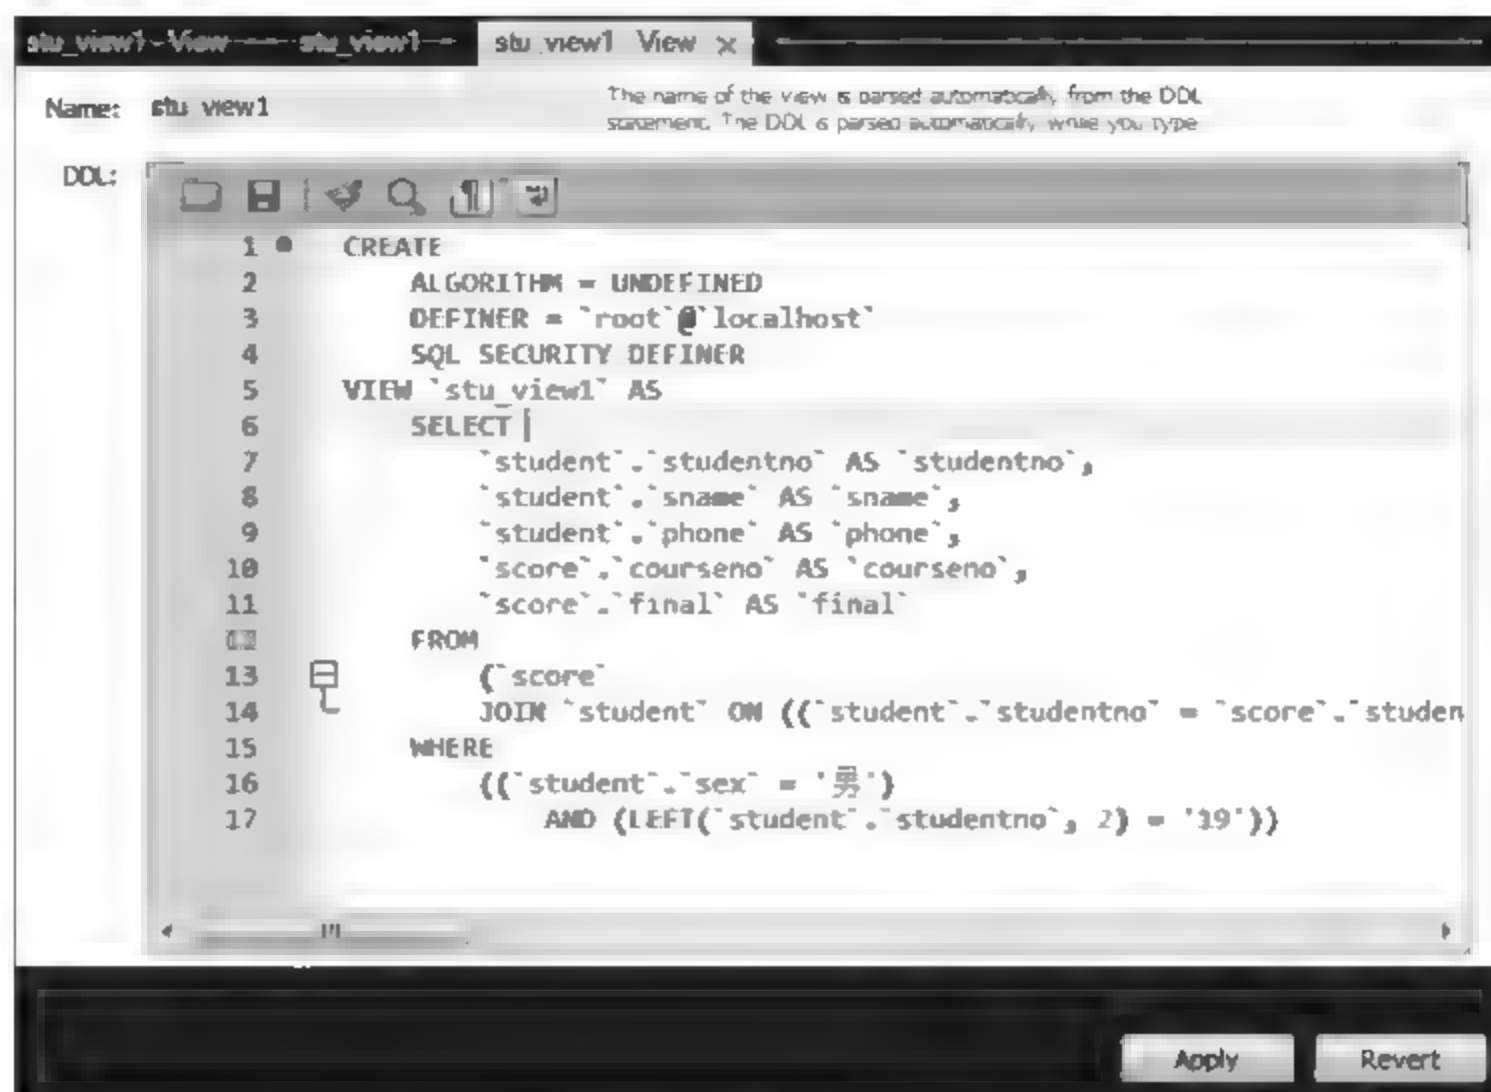 stu_view1 - View stu_view1 stu_view1 View ×
Name: stu_view1
The name of the view is parsed automatically from the DDL
statement. The DDL is parsed automatically while you type
DDL:
1 CREATE
2 ALGORITHM = UNDEFINED
3 DEFINER = `root`@`localhost`
4 SQL SECURITY DEFINER
5 VIEW `stu_view1` AS
6 SELECT
7 `student`.`studentno` AS `studentno`,
8 `student`.`sname` AS `sname`,
9 `student`.`phone` AS `phone`,
10 `score`.`courseno` AS `courseno`,
11 `score`.`final` AS `final`
FROM
13 (`score`
14 JOIN `student` ON ((`student`.`studentno` = `score`.`studen
15 WHERE
16 ((`student`.`sex` = '男')
17 AND (LEFT(`student`.`studentno`, 2) = '19'))
Apply Revert